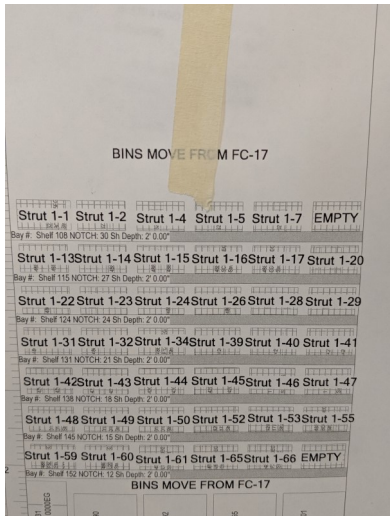 BINS MOVE FROM FC-17
Strut 1-1 Strut 1-2 Strut 1-4 Strut 1-5 Strut 1-7 EMPTY
Bay #: Shelf 108 NOTCH: 30 Sh Depth: 2' 0.00"
Strut 1-13 Strut 1-14 Strut 1-15 Strut 1-16 Strut 1-17 Strut 1-20
Bay #: Shelf 115 NOTCH: 27 Sh Depth: 2' 0.00"
Strut 1-22 Strut 1-23 Strut 1-24 Strut 1-26 Strut 1-28 Strut 1-29
Bay #: Shelf 124 NOTCH: 24 Sh Depth: 2' 0.00"
Strut 1-31 Strut 1-32 Strut 1-34 Strut 1-39 Strut 1-40 Strut 1-41
Bay #: Shelf 131 NOTCH: 21 Sh Depth: 2' 0.00"
Strut 1-42 Strut 1-43 Strut 1-44 Strut 1-45 Strut 1-46 Strut 1-47
Bay #: Shelf 138 NOTCH: 18 Sh Depth: 2' 0.00"
Strut 1-48 Strut 1-49 Strut 1-50 Strut 1-52 Strut 1-53 Strut 1-55
Bay #: Shelf 145 NOTCH: 15 Sh Depth: 2' 0.00"
Strut 1-59 Strut 1-60 Strut 1-61 Strut 1-65 Strut 1-66 EMPTY
Bay #: Shelf 152 NOTCH: 12 Sh Depth: 2' 0.00"
BINS MOVE FROM FC-17